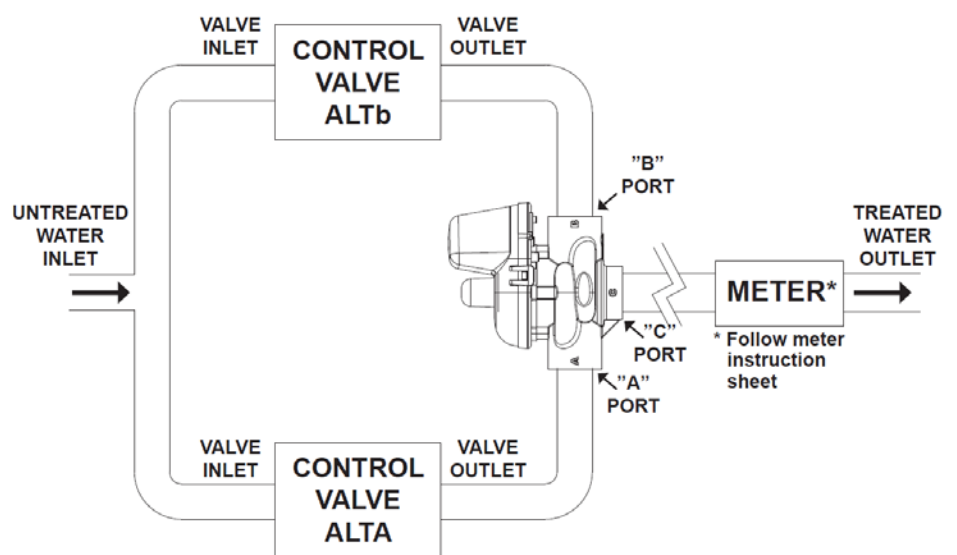 VALVE
INLET
CONTROL
VALVE
ALTb
VALVE
OUTLET
"B"
PORT
UNTREATED
WATER
INLET
TREATED
WATER
OUTLET
B
C
METER*
"C"
PORT
* Follow meter
instruction
sheet
A
"A"
PORT
VALVE
INLET
CONTROL
VALVE
ALTA
VALVE
OUTLET